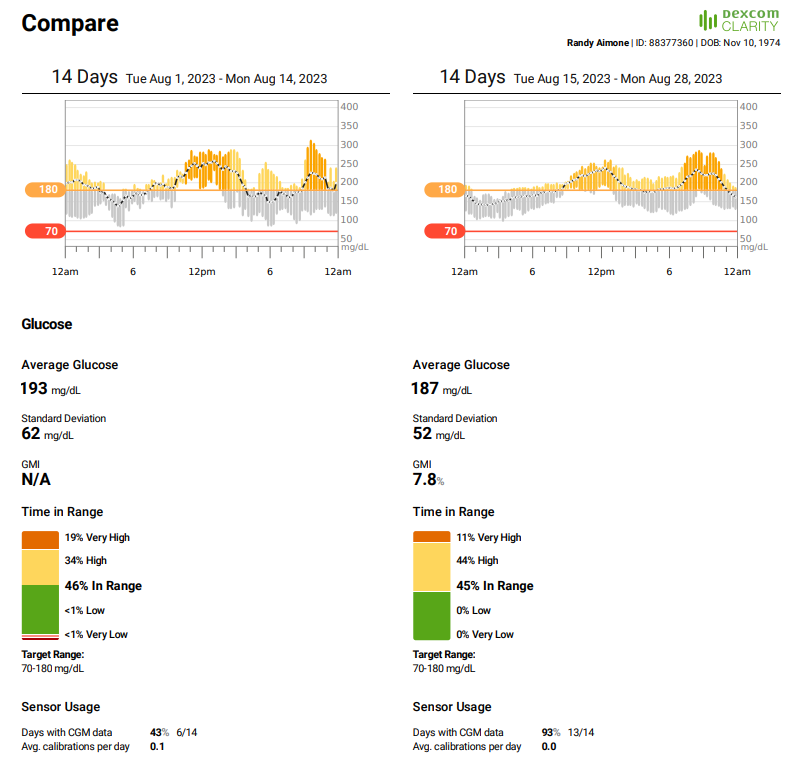 Compare
Dexcom
CLARITY
Randy Aimone | ID: 88377360 | DOB: Nov 10, 1974
14 Days Tue Aug 1, 2023 - Mon Aug 14, 2023
400
350
300
250
200
150
100
50
mg/dL
180
70
12am 6 12pm 6 12am
14 Days Tue Aug 15, 2023 - Mon Aug 28, 2023
400
350
300
250
200
150
100
50
mg/dL
180
70
12am 6 12pm 6 12am
Glucose
Average Glucose
193 mg/dL
Standard Deviation
62 mg/dL
GMI
N/A
Time in Range
19% Very High
34% High
46% In Range
<1% Low
<1% Very Low
Target Range:
70-180 mg/dL
Sensor Usage
Days with CGM data 43% 6/14
Avg. calibrations per day 0.1
Average Glucose
187 mg/dL
Standard Deviation
52 mg/dL
GMI
7.8%
Time in Range
11% Very High
44% High
45% In Range
0% Low
0% Very Low
Target Range:
70-180 mg/dL
Sensor Usage
Days with CGM data 93% 13/14
Avg. calibrations per day 0.0